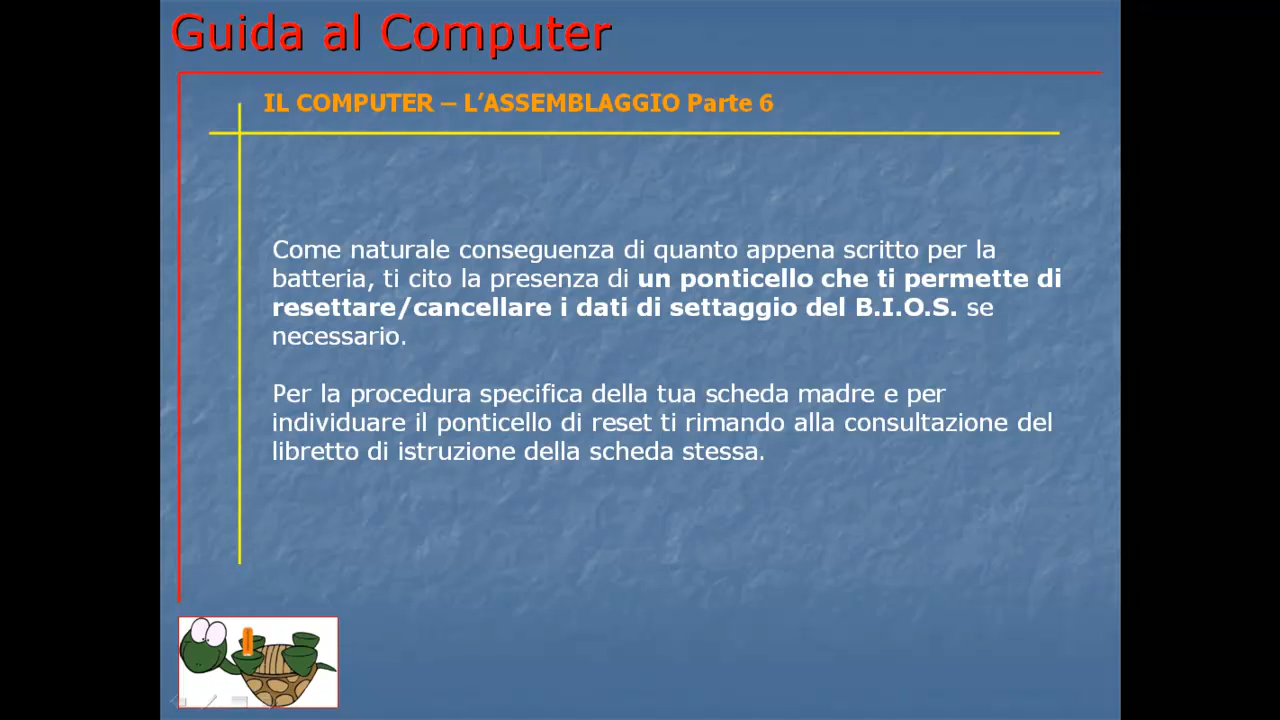 Guida al Computer
IL COMPUTER – L’ASSEMBLAGGIO Parte 6
Come naturale conseguenza di quanto appena scritto per la
batteria, ti cito la presenza di un ponticello che ti permette di
resettare/cancellare i dati di settaggio del B.I.O.S. se
necessario.
Per la procedura specifica della tua scheda madre e per
individuare il ponticello di reset ti rimando alla consultazione del
libretto di istruzione della scheda stessa.